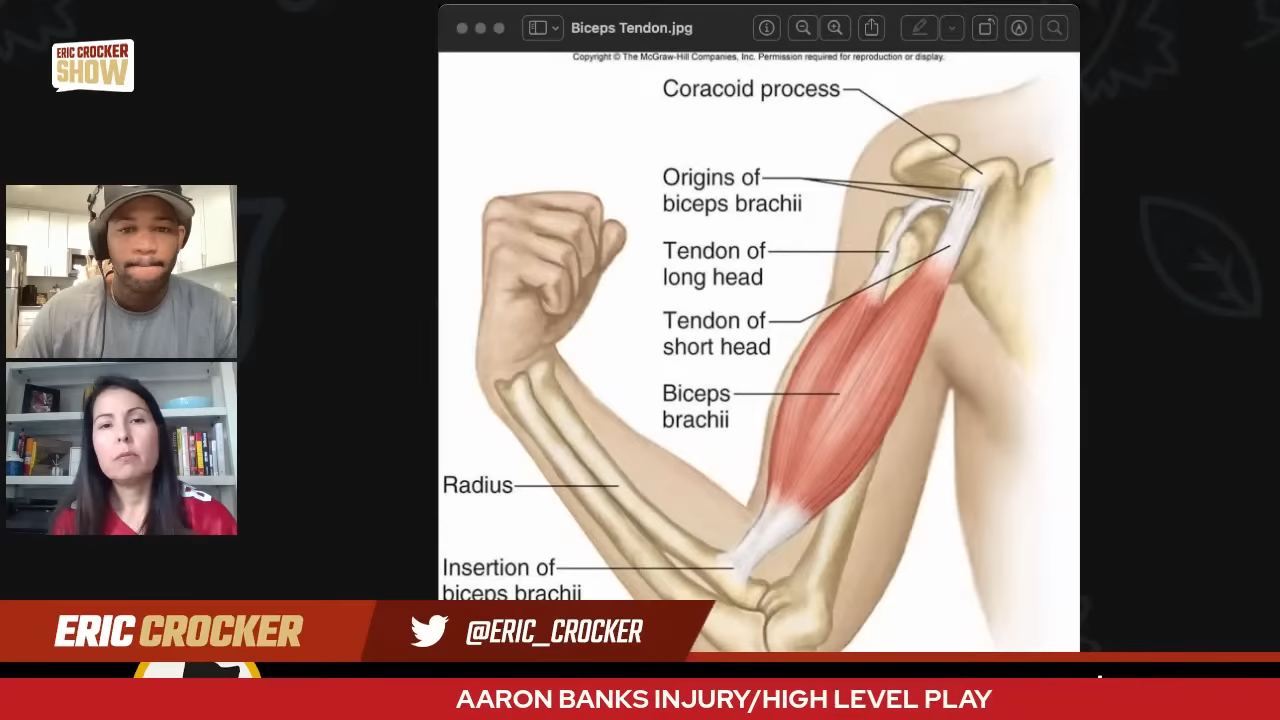 ERIC CROCKER
SHOW
Biceps Tendon.jpg
Copyright © The McGraw-Hill Companies, Inc. Permission required for reproduction or display.
Coracoid process
Origins of
biceps brachii
Tendon of
long head
Tendon of
short head
Biceps
brachii
Radius
Insertion of
biceps brachii
ERIC CROCKER
@ERIC_CROCKER
AARON BANKS INJURY/HIGH LEVEL PLAY